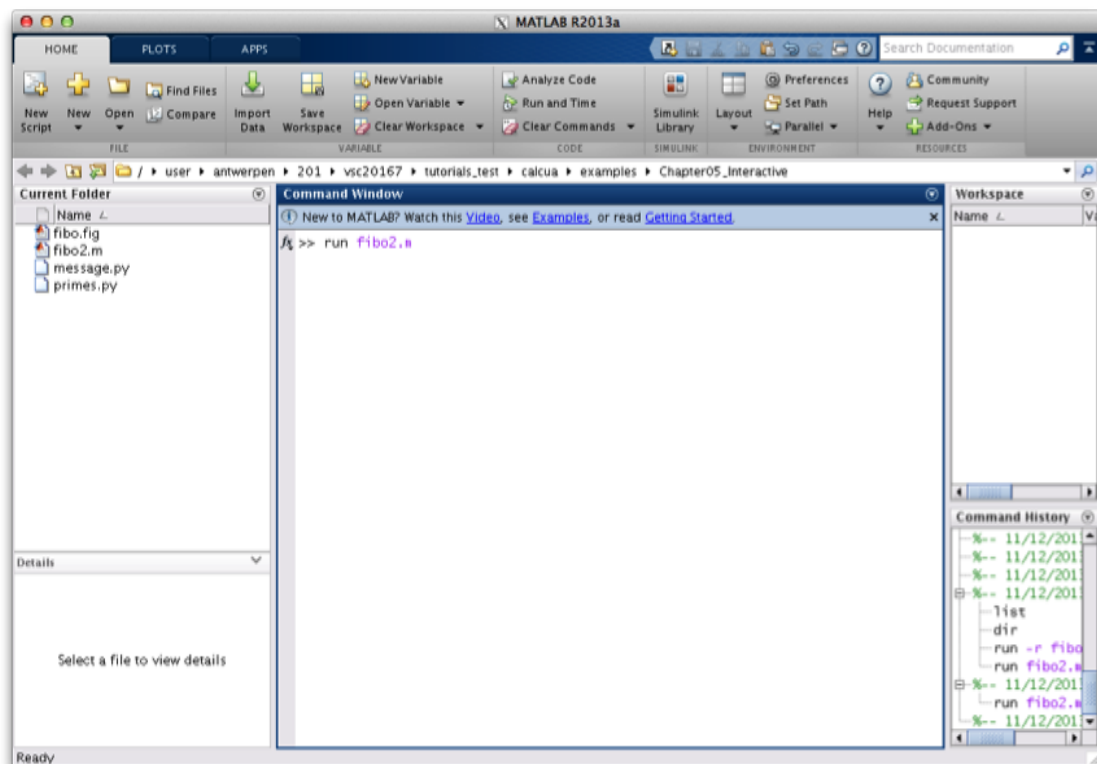 MATLAB R2013a
HOME PLOTS APPS Search Documentation
New Script New Open Find Files Compare
FILE
Import Data Save Workspace New Variable Open Variable Clear Workspace
VARIABLE
Analyze Code Run and Time Clear Commands
CODE
Simulink Library
SIMULINK
Layout Preferences Set Path Parallel
ENVIRONMENT
Help Community Request Support Add-Ons
RESOURCES
/ user antwerpen 201 vsc20167 tutorials_test calcua examples Chapter05_Interactive
Current Folder
Name
fibo.fig
fibo2.m
message.py
primes.py
Details
Select a file to view details
Command Window
New to MATLAB? Watch this Video, see Examples, or read Getting Started.
fx >> run fibo2.m
Workspace
Name Va
Command History
%-- 11/12/201
%-- 11/12/201
%-- 11/12/201
%-- 11/12/201
list
dir
run -r fibo
run fibo2.m
%-- 11/12/201
run fibo2.m
%-- 11/12/201
Ready